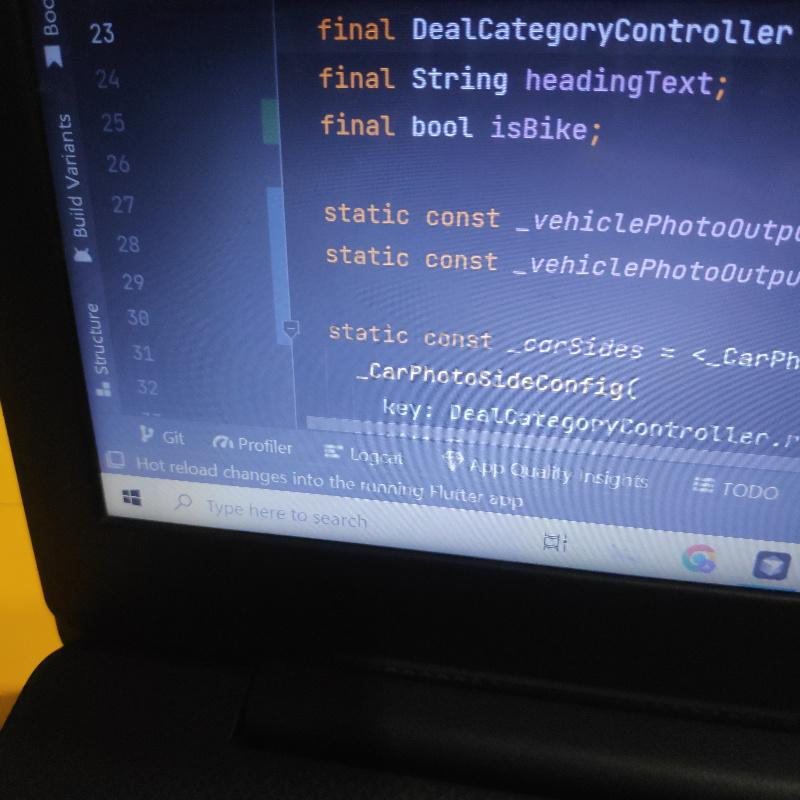 Boo
Build Variants
Structure
23 final DealCategoryController
24 final String headingText;
25 final bool isBike;
26
27 static const _vehiclePhotoOutpu
28 static const _vehiclePhotoOutpu
29
30 static const _carSides = <_CarPh
31 _CarPhotoSideConfig(
32 key: DealCategoryController.r
Git Profiler Logcat App Quality Insights TODO
Hot reload changes into the running Flutter app
Type here to search